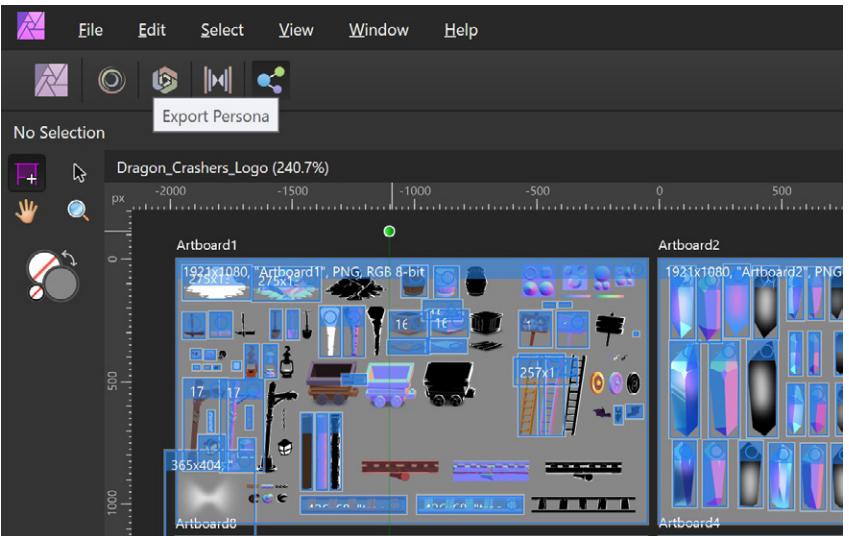 File Edit Select View Window Help
Export Persona
No Selection
Dragon_Crashers_Logo (240.7%)
px -2000 -1500 -1000 -500 0 500
Artboard1 Artboard2
0
1921x1080, "Artboard1", PNG, RGB 8-bit 1921x1080, "Artboard2", PNG
275x1 275x1
16 16
257x1
500
17 17
365x404, "
1000
Artboard8 Artboard4